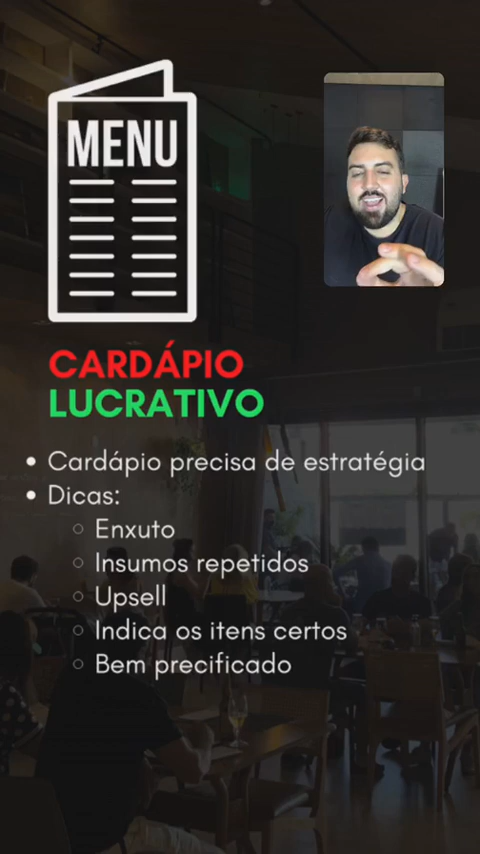 MENU
CARDÁPIO
LUCRATIVO
• Cardápio precisa de estratégia
• Dicas:
○ Enxuto
○ Insumos repetidos
○ Upsell
○ Indica os itens certos
○ Bem precificado